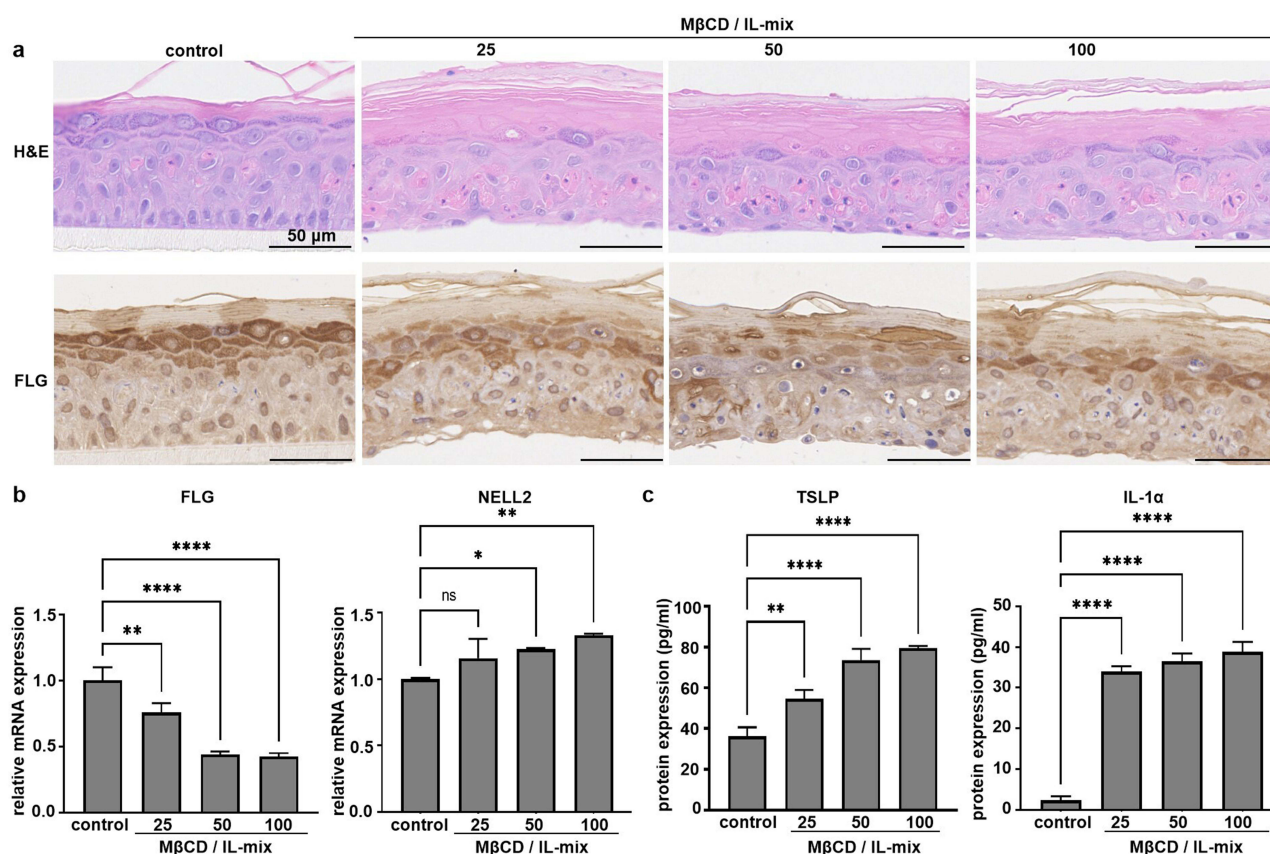 MβCD / IL-mix
a
control 25 50 100
H&E
50 µm
FLG
b
FLG
****
****
**
relative mRNA expression
1.5
1.0
0.5
0.0
control 25 50 100
MβCD / IL-mix
NELL2
**
*
ns
relative mRNA expression
1.5
1.0
0.5
0.0
control 25 50 100
MβCD / IL-mix
c
TSLP
****
****
**
protein expression (pg/ml)
100
80
60
40
20
0
control 25 50 100
MβCD / IL-mix
IL-1α
****
****
****
protein expression (pg/ml)
50
40
30
20
10
0
control 25 50 100
MβCD / IL-mix